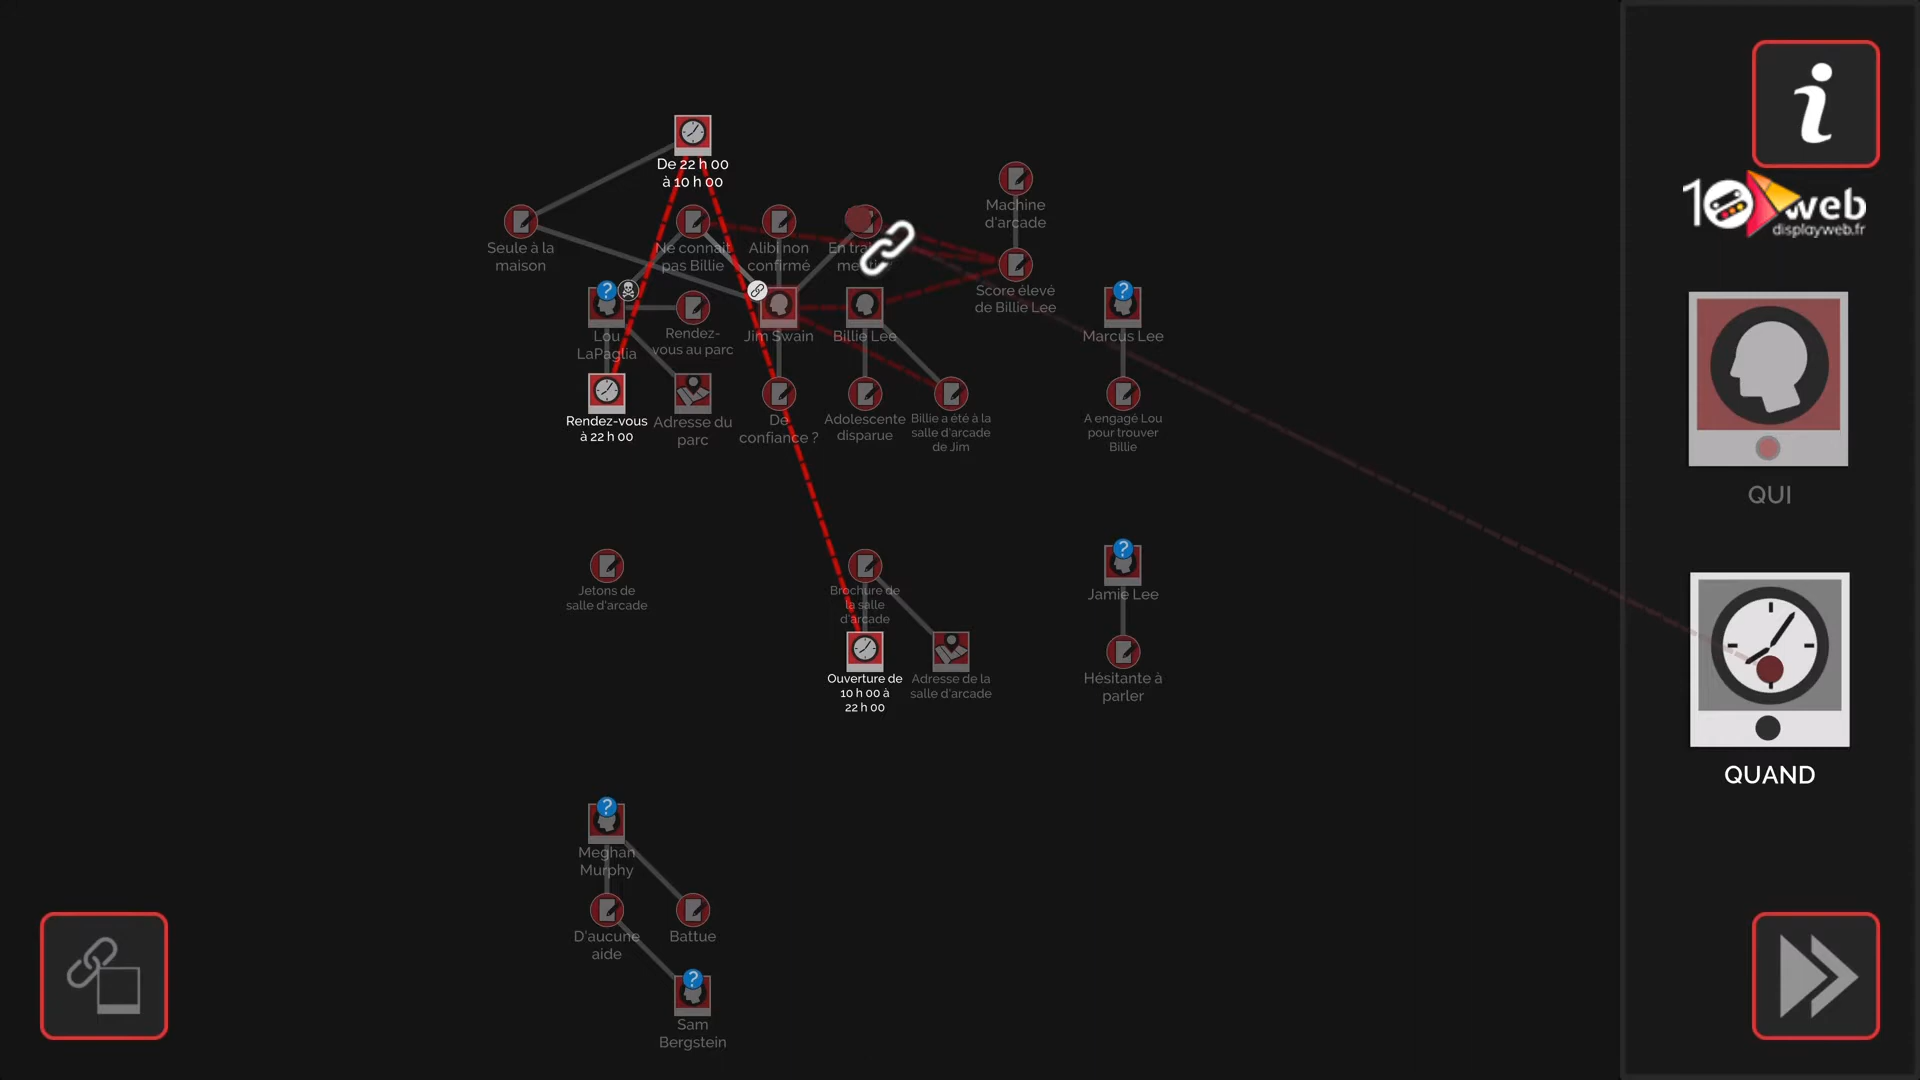 De 22 h 00
à 10 h 00
Seule à la
maison
Ne connaît
pas Billie
Alibi non
confirmé
Machine
d'arcade
Score élevé
de Billie Lee
Lou
LaPaglia
Rendez-
vous au parc
Jim Swain
Billie Lee
Marcus Lee
Rendez-vous
à 22 h 00
Adresse du
parc
De
confiance ?
Adolescente
disparue
Billie a été à la
salle d'arcade
de Jim
A engagé Lou
pour trouver
Billie
Jetons de
salle d'arcade
Brochure de
la salle
d'arcade
Jamie Lee
Ouverture de
10 h 00 à
22 h 00
Adresse de la
salle d'arcade
Hésitante à
parler
Meghan
Murphy
D'aucune
aide
Battue
Sam
Bergstein
10 web
displayweb.fr
QUI
QUAND